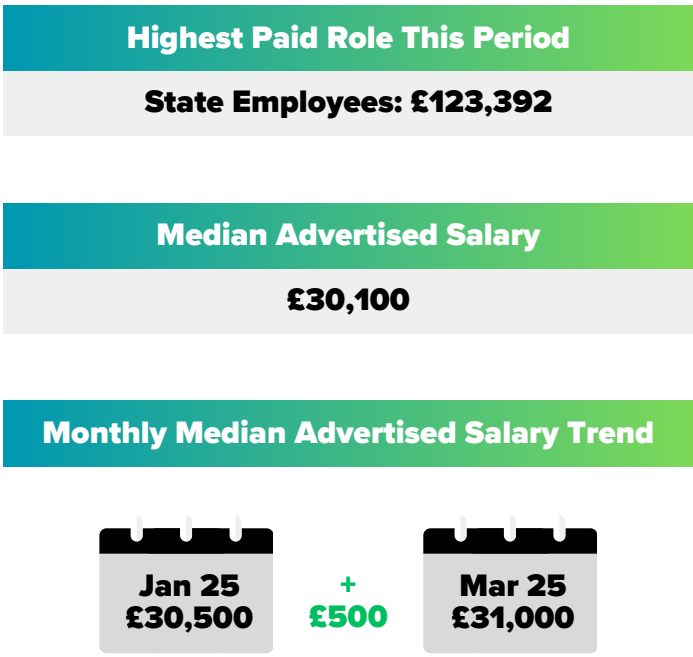 Highest Paid Role This Period
State Employees: £123,392
Median Advertised Salary
£30,100
Monthly Median Advertised Salary Trend
Jan 25
£30,500
+
£500
Mar 25
£31,000